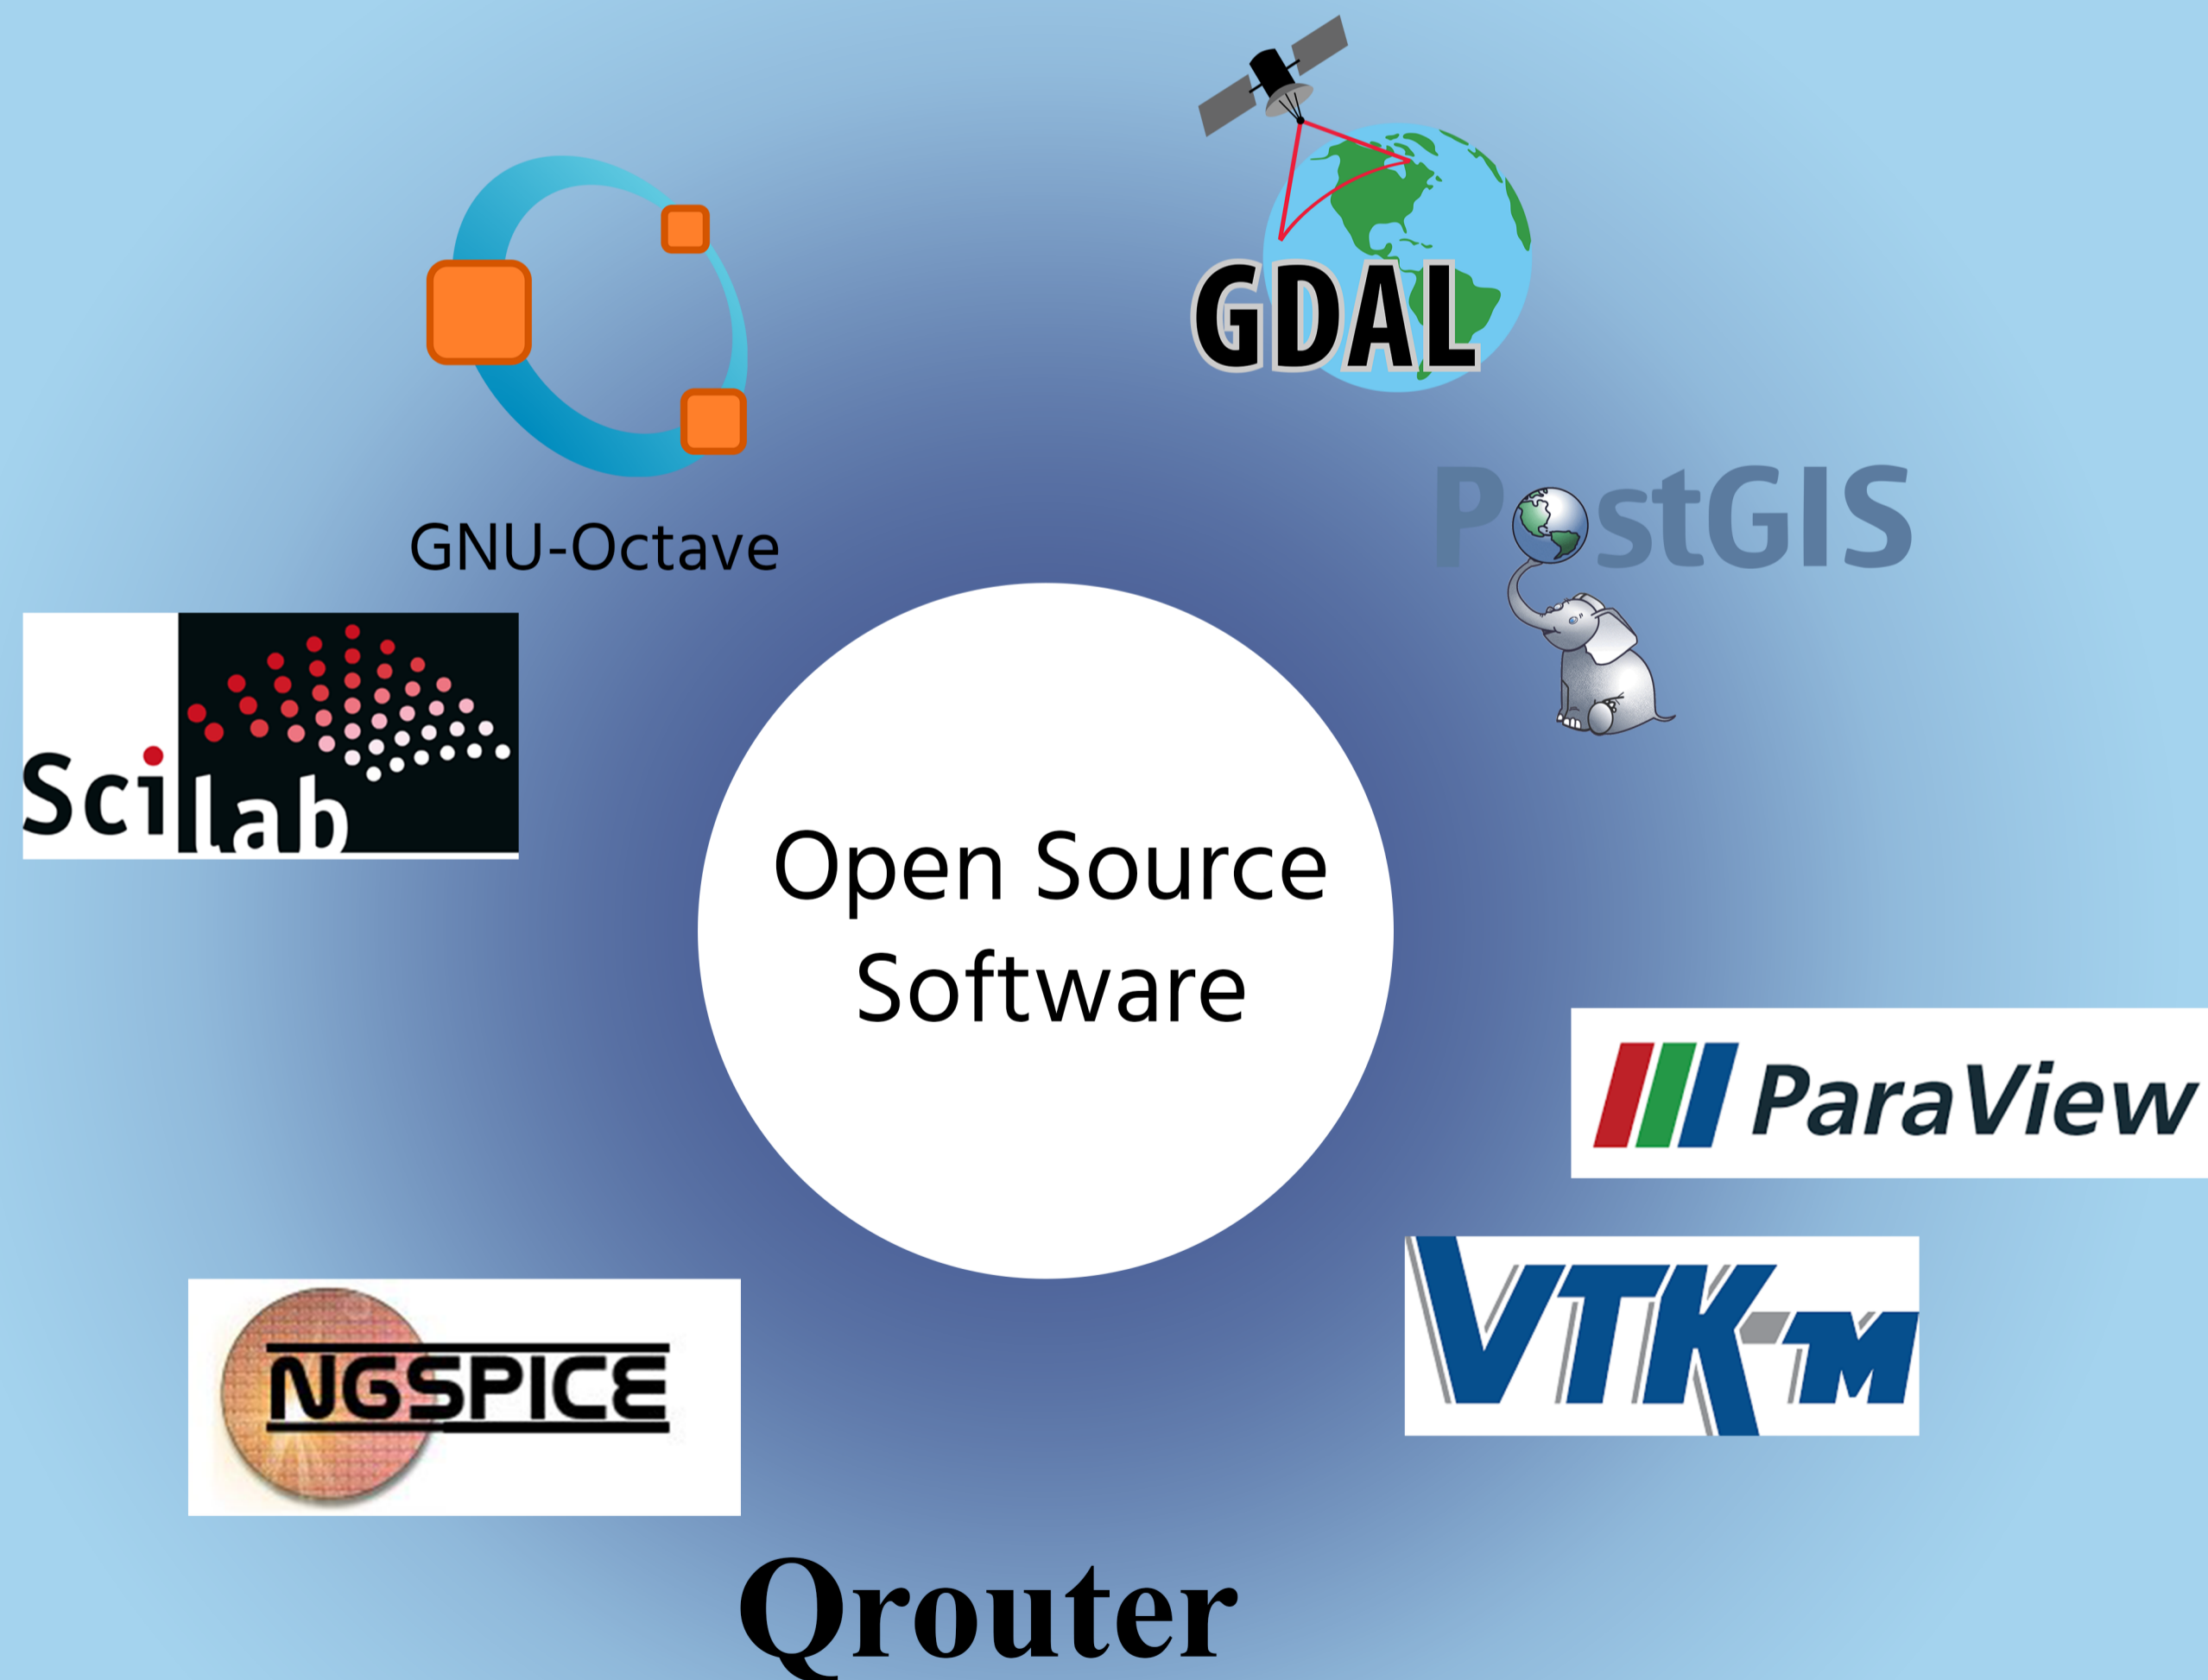 GDAL
PostGIS
GNU-Octave
Scilab
Open Source
Software
ParaView
VTK-m
NGSPICE
Qrouter